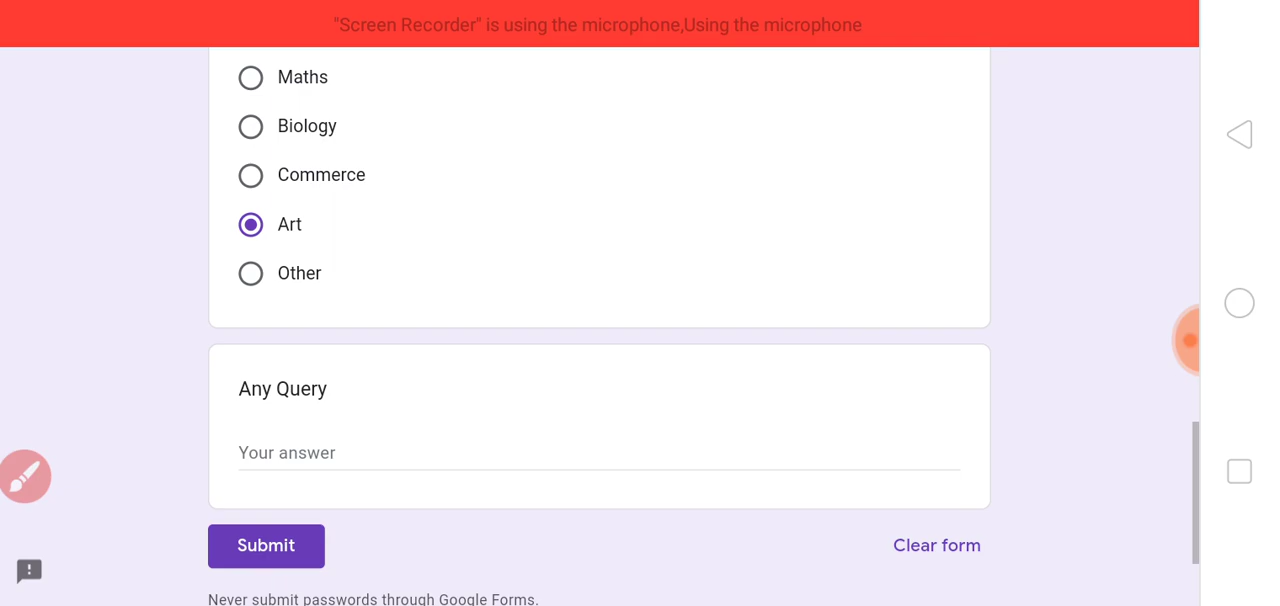 "Screen Recorder" is using the microphone,Using the microphone
Maths
Biology
Commerce
Art
Other
Any Query
Your answer
Submit
Clear form
Never submit passwords through Google Forms.